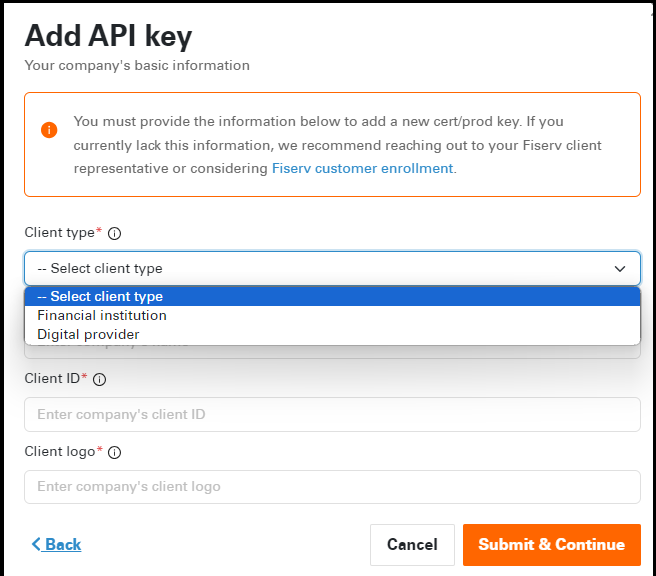 Add API key
Your company's basic information
You must provide the information below to add a new cert/prod key. If you
currently lack this information, we recommend reaching out to your Fiserv client
representative or considering Fiserv customer enrollment.
Client type* 
-- Select client type
-- Select client type
Financial institution
Digital provider
Client ID*
Enter company's client ID
Client logo*
Enter company's client logo
Back
Cancel
Submit & Continue